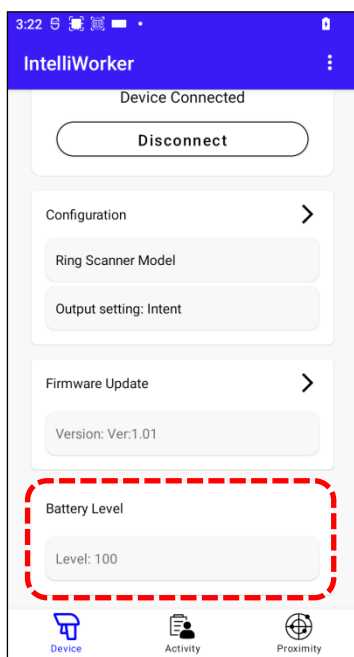 3:22
IntelliWorker
Device Connected
Disconnect
Configuration
Ring Scanner Model
Output setting: Intent
Firmware Update
Version: Ver:1.01
Battery Level
Level: 100
Device Activity Proximity